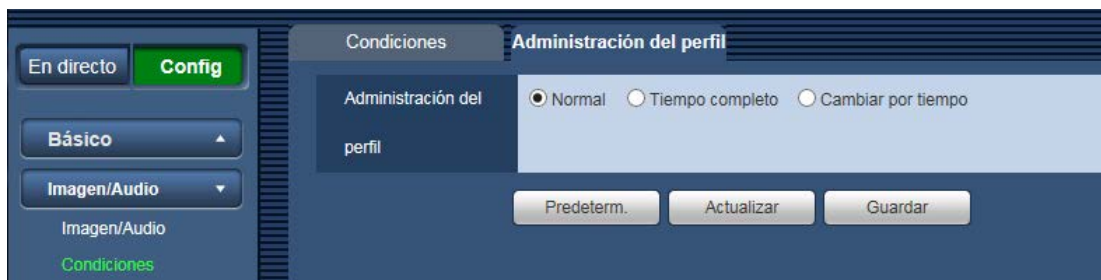 En directo Config
Básico
Imagen/Audio
Imagen/Audio
Condiciones
Condiciones Administración del perfil
Administración del perfil
Normal Tiempo completo Cambiar por tiempo
Predeterm. Actualizar Guardar